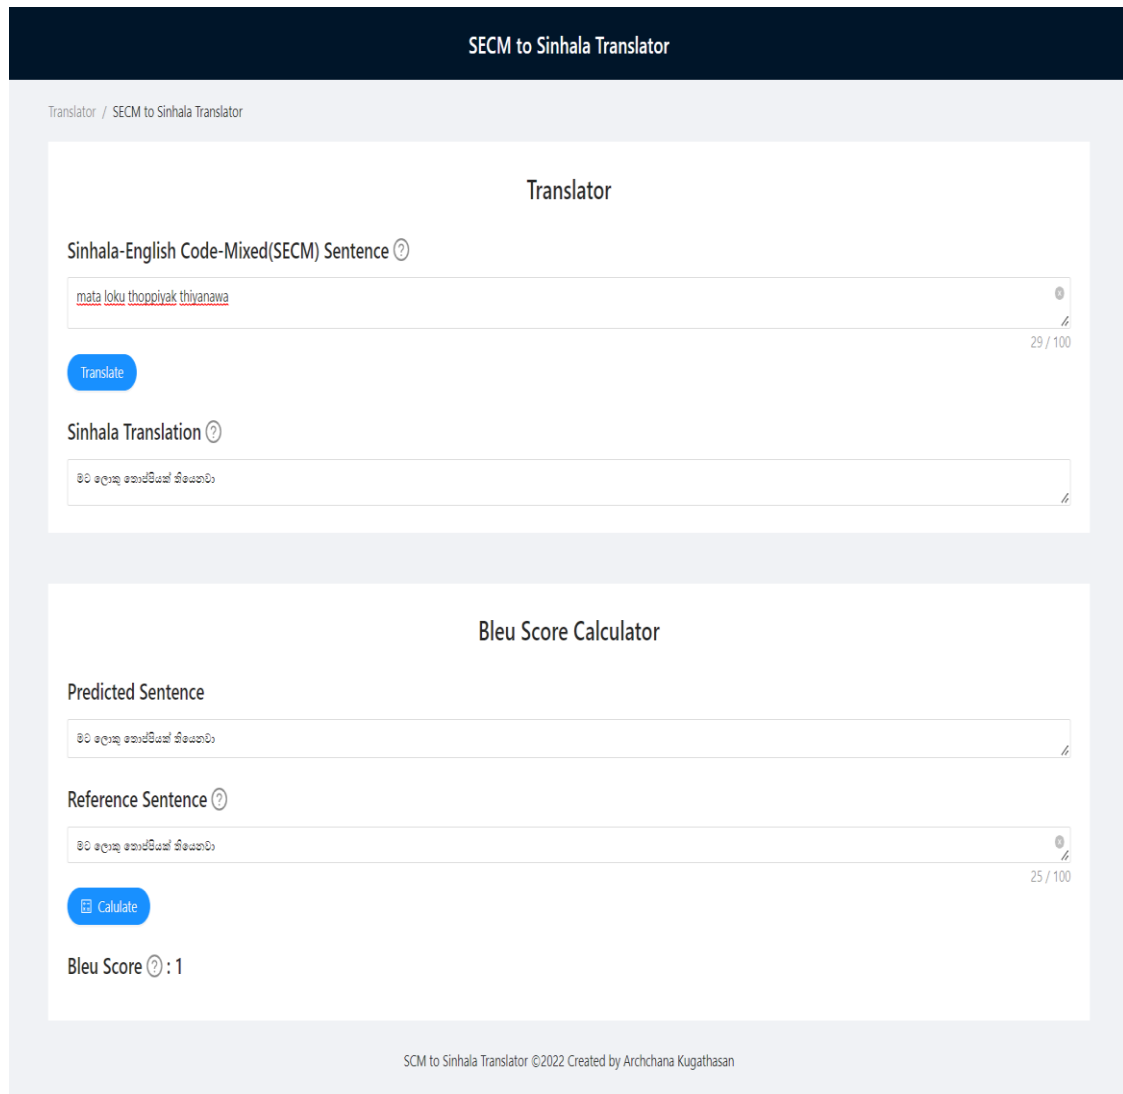 SECM to Sinhala Translator
Translator / SECM to Sinhala Translator
Translator
Sinhala-English Code-Mixed(SECM) Sentence
mata loku thoppiyak thiyanawa
29 / 100
Translate
Sinhala Translation
මට ලොකු තොප්පියක් තියෙනවා
Bleu Score Calculator
Predicted Sentence
මට ලොකු තොප්පියක් තියෙනවා
Reference Sentence
මට ලොකු තොප්පියක් තියෙනවා
25 / 100
Calulate
Bleu Score : 1
SCM to Sinhala Translator ©2022 Created by Archchana Kugathasan